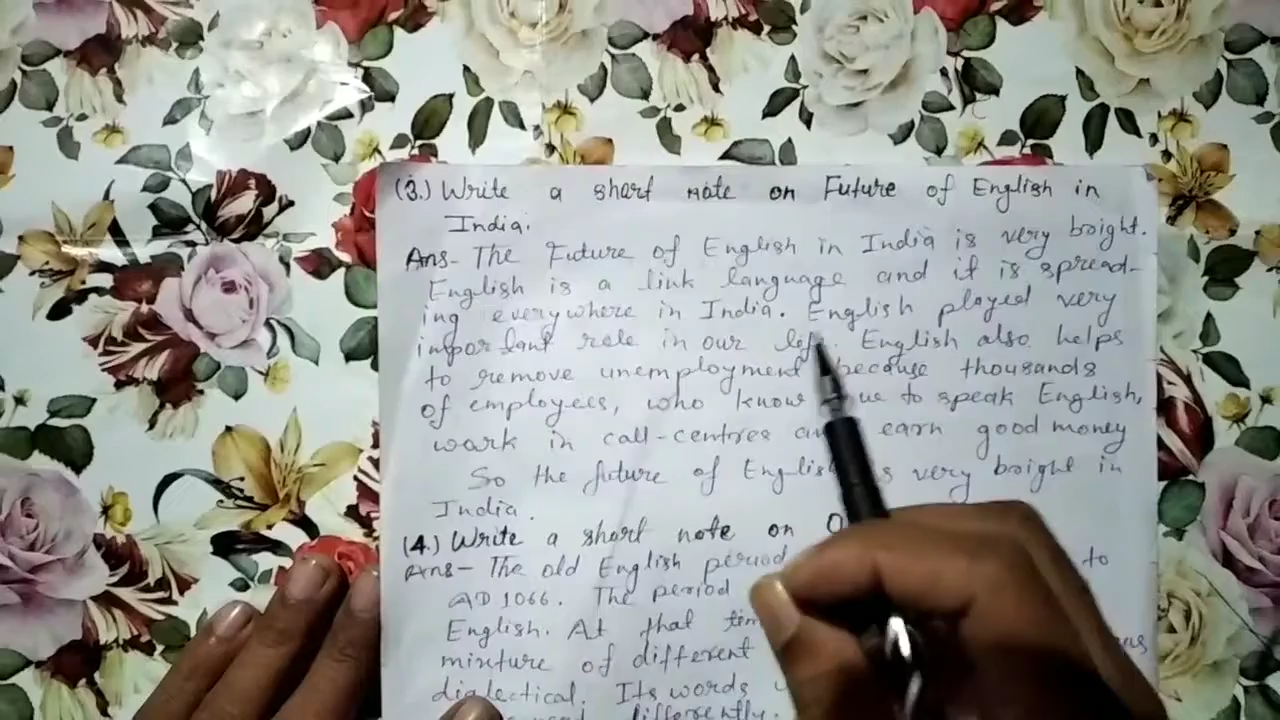 (3.) Write a short note on Future of English in
India.
Ans- The Future of English in India is very bright.
English is a link language and it is spread-
ing everywhere in India. English played very
important role in our English also helps
to remove unemployment because thousands
of employees, who know to speak English,
work in call-centres earn good money
So the future of English is very bright in
India.
(4.) Write a short note on
Ans- The old English period to
AD 1066. The period
English. At that
mixture of different
dialectical. Its words
differently.